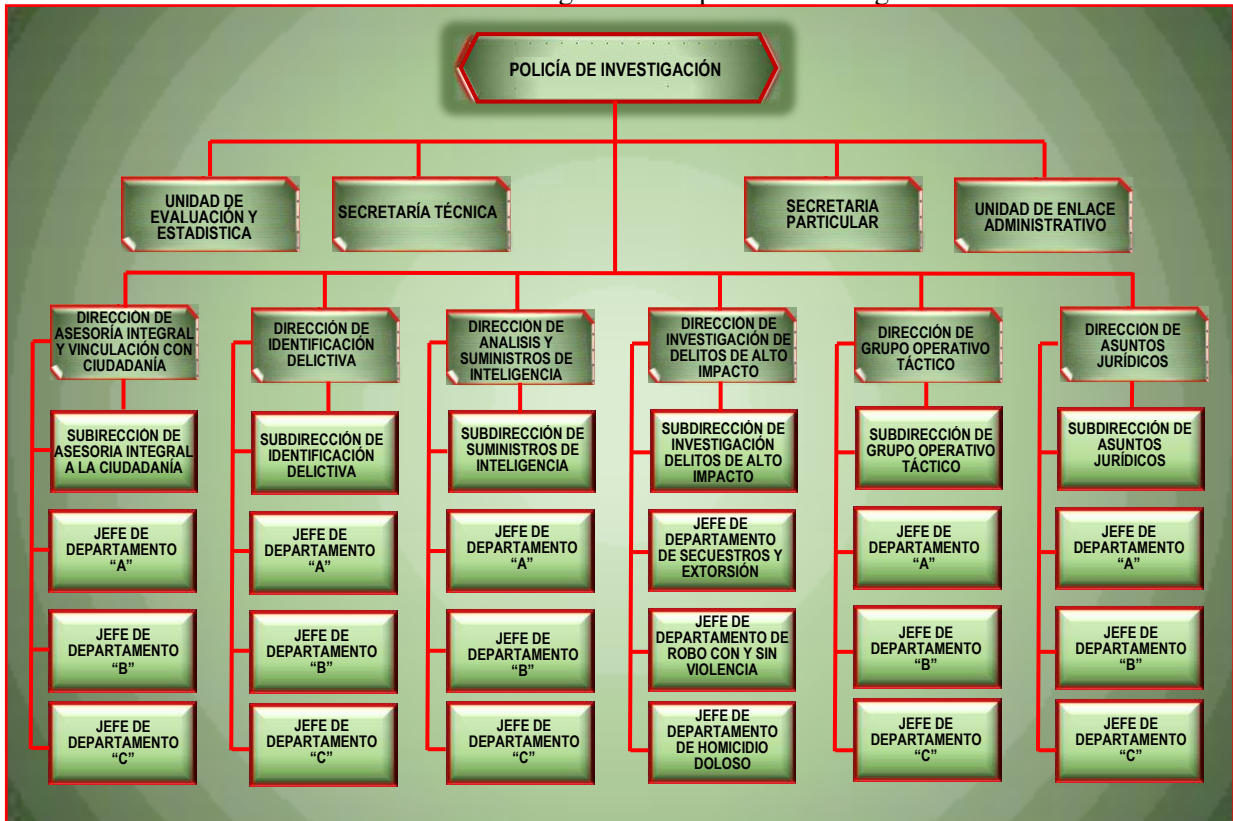 POLICÍA DE INVESTIGACIÓN
UNIDAD DE
EVALUACIÓN Y
ESTADISTICA
SECRETARÍA TÉCNICA
SECRETARIA
PARTICULAR
UNIDAD DE ENLACE
ADMINISTRATIVO
DIRECCIÓN DE
ASESORÍA INTEGRAL
Y VINCULACIÓN CON
CIUDADANÍA
DIRECCIÓN DE
IDENTIFICACIÓN
DELICTIVA
DIRECCIÓN DE
ANALISIS Y
SUMINISTROS DE
INTELIGENCIA
DIRECCIÓN DE
INVESTIGACIÓN DE
DELITOS DE ALTO
IMPACTO
DIRECCIÓN DE
GRUPO OPERATIVO
TÁCTICO
DIRECCIÓN DE
ASUNTOS
JURÍDICOS
SUBIRECCIÓN DE
ASESORIA INTEGRAL
A LA CIUDADANÍA
SUBDIRECCIÓN DE
IDENTIFICACIÓN
DELICTIVA
SUBDIRECCIÓN DE
SUMINISTROS DE
INTELIGENCIA
SUBDIRECCIÓN DE
INVESTIGACIÓN
DELITOS DE ALTO
IMPACTO
SUBDIRECCIÓN DE
GRUPO OPERATIVO
TÁCTICO
SUBDIRECCIÓN DE
ASUNTOS
JURÍDICOS
JEFE DE
DEPARTAMENTO
“A”
JEFE DE
DEPARTAMENTO
“A”
JEFE DE
DEPARTAMENTO
“A”
JEFE DE
DEPARTAMENTO
DE SECUESTROS Y
EXTORSIÓN
JEFE DE
DEPARTAMENTO
“A”
JEFE DE
DEPARTAMENTO
“A”
JEFE DE
DEPARTAMENTO
“B”
JEFE DE
DEPARTAMENTO
“B”
JEFE DE
DEPARTAMENTO
“B”
JEFE DE
DEPARTAMENTO DE
ROBO CON Y SIN
VIOLENCIA
JEFE DE
DEPARTAMENTO
“B”
JEFE DE
DEPARTAMENTO
“B”
JEFE DE
DEPARTAMENTO
“C”
JEFE DE
DEPARTAMENTO
“C”
JEFE DE
DEPARTAMENTO
“C”
JEFE DE
DEPARTAMENTO
DE HOMICIDIO
DOLOSO
JEFE DE
DEPARTAMENTO
“C”
JEFE DE
DEPARTAMENTO
“C”